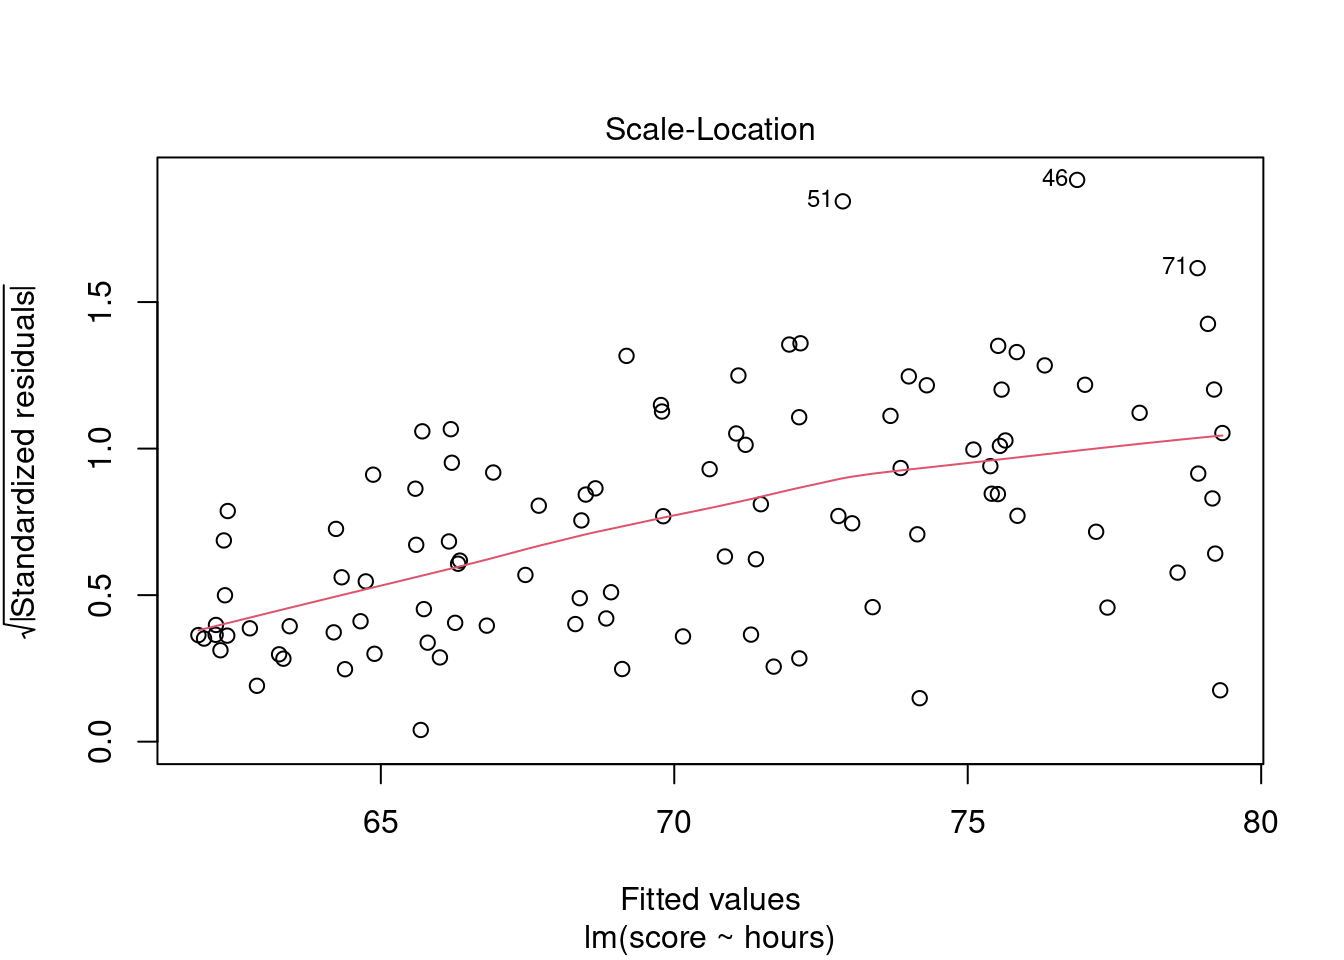 Scale-Location
√|Standardized residuals|
0.0
0.5
1.0
1.5
51
46
71
65
70
75
80
Fitted values
lm(score ~ hours)